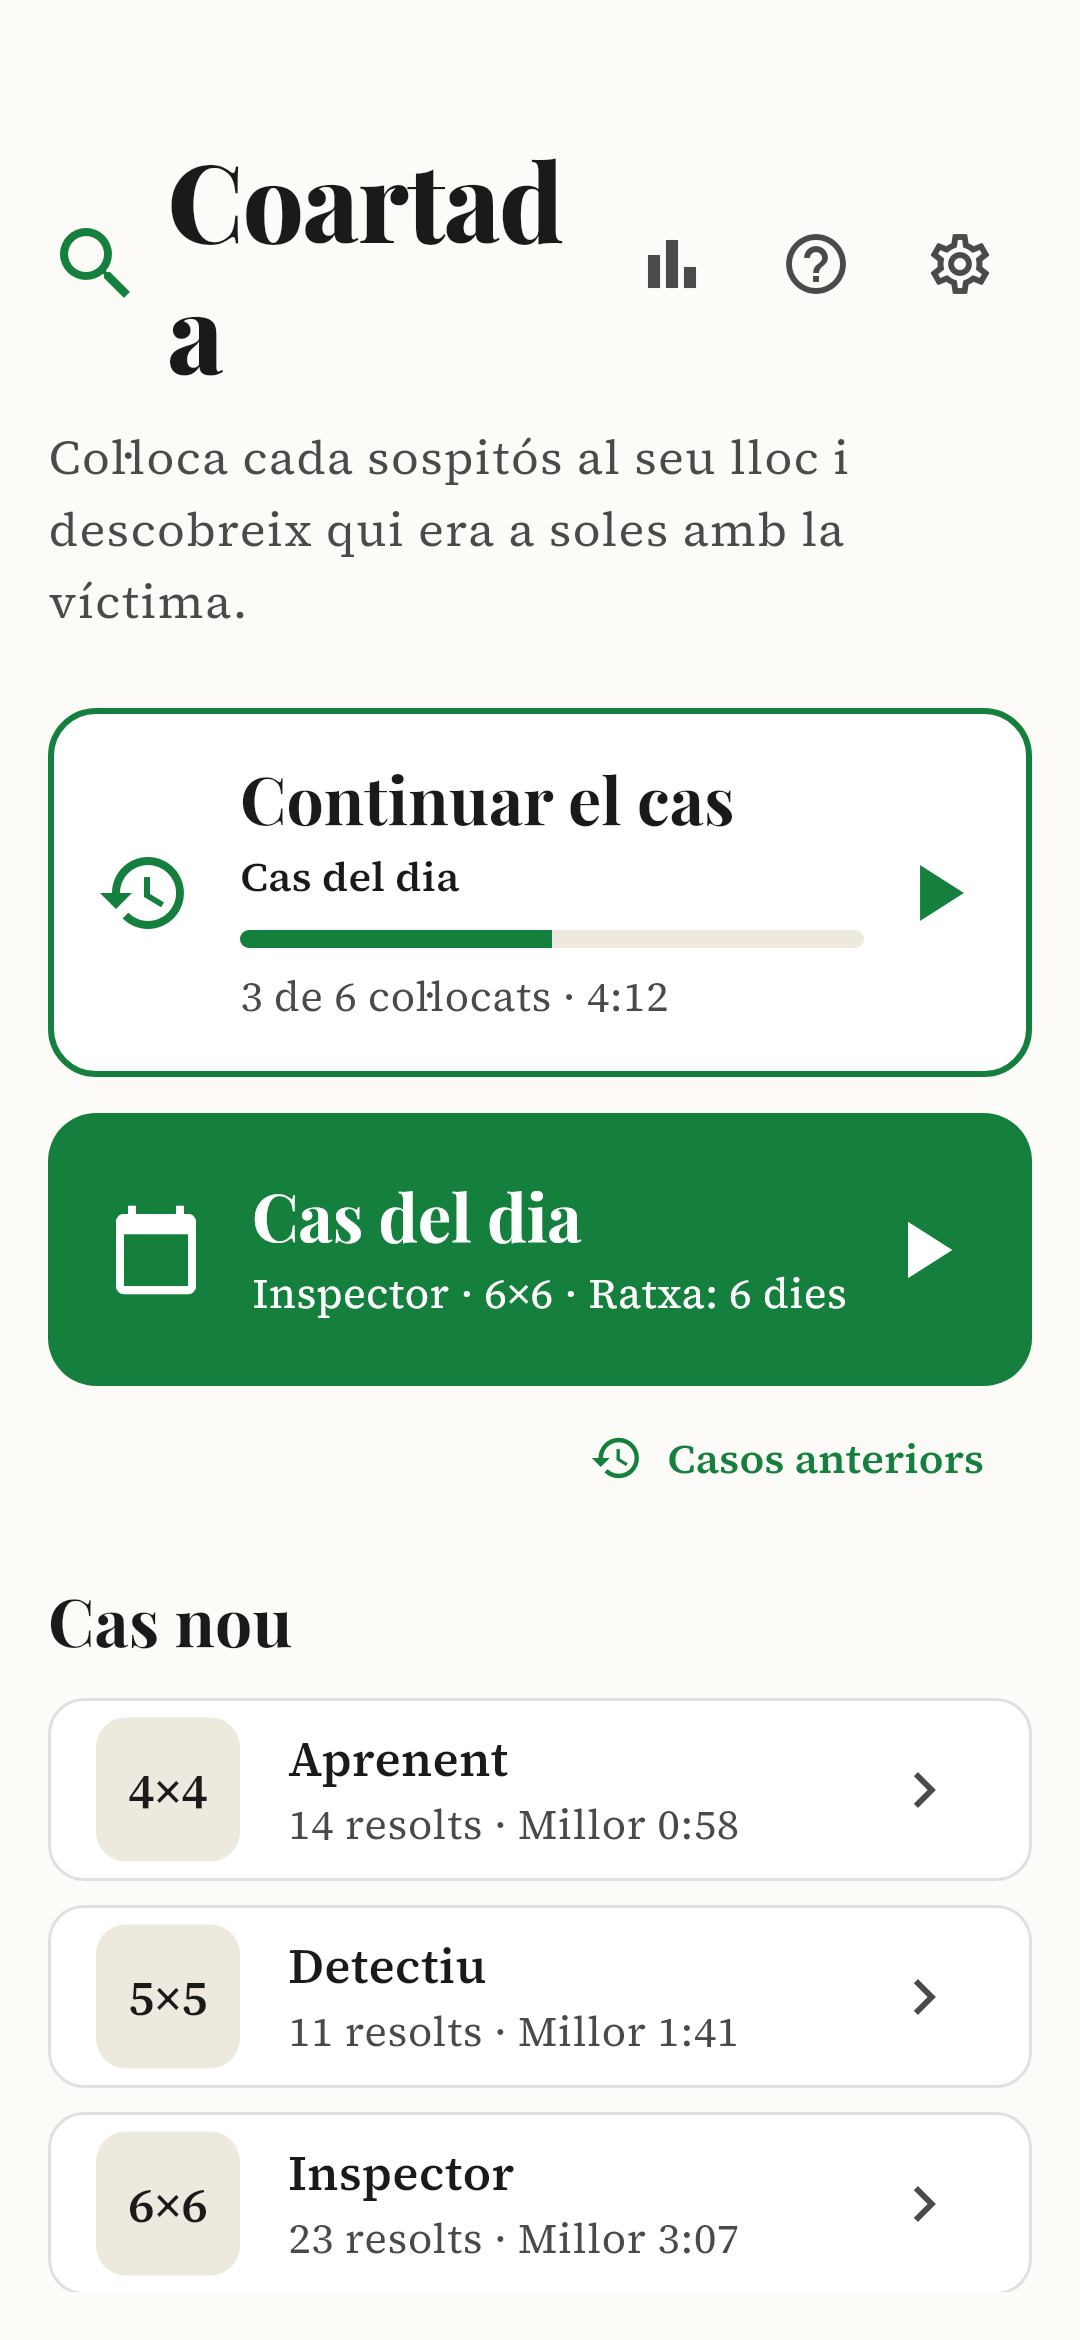 Coartad
a
Col·loca cada sospitós al seu lloc i
descobreix qui era a soles amb la
víctima.
Continuar el cas
Cas del dia
3 de 6 col·locats · 4:12
Cas del dia
Inspector · 6×6 · Ratxa: 6 dies
Casos anteriors
Cas nou
4×4
Aprenent
14 resolts · Millor 0:58
5×5
Detectiu
11 resolts · Millor 1:41
6×6
Inspector
23 resolts · Millor 3:07